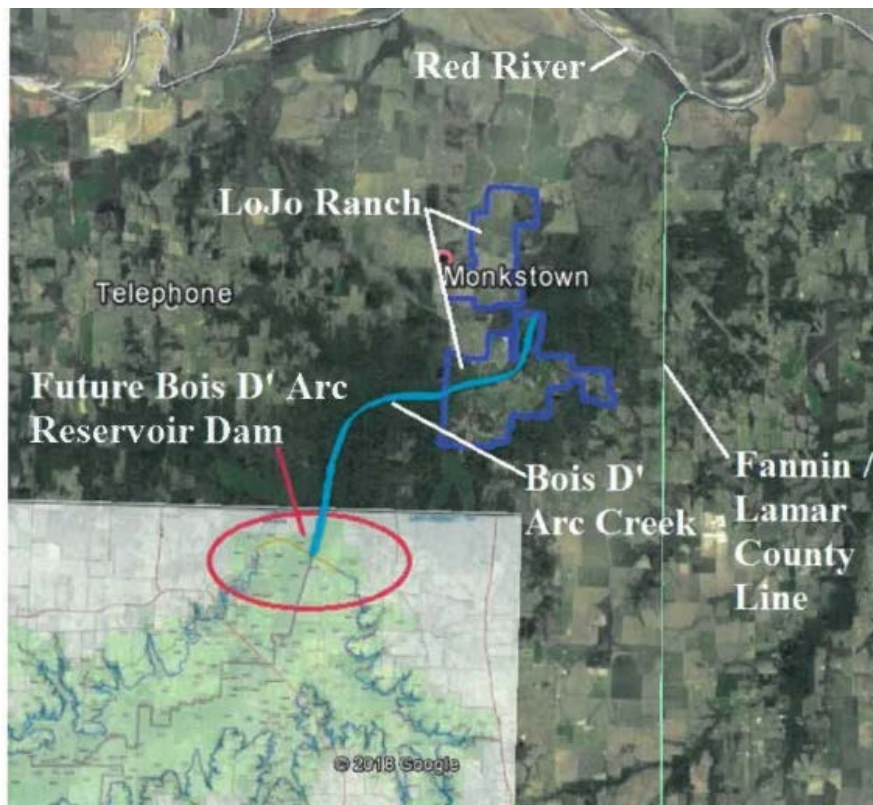 Red River
LoJo Ranch
Monkstown
Telephone
Future Bois D' Arc
Reservoir Dam
Bois D'
Arc Creek
Fannin /
Lamar
County
Line
© 2018 Google